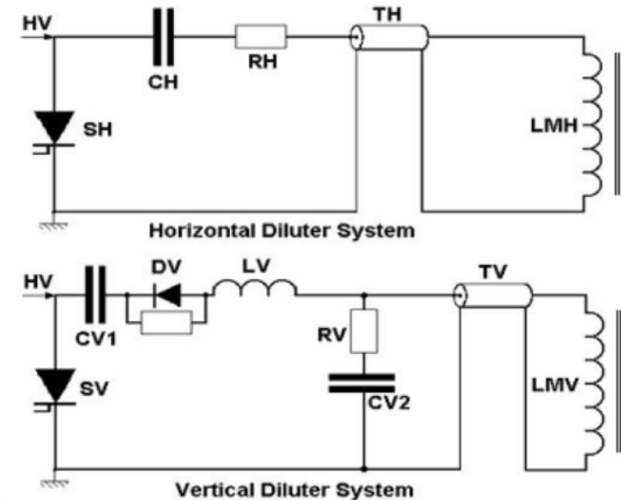 HV
TH
CH
RH
SH
LMH
Horizontal Diluter System
HV
DV
LV
TV
CV1
RV
SV
CV2
LMV
Vertical Diluter System